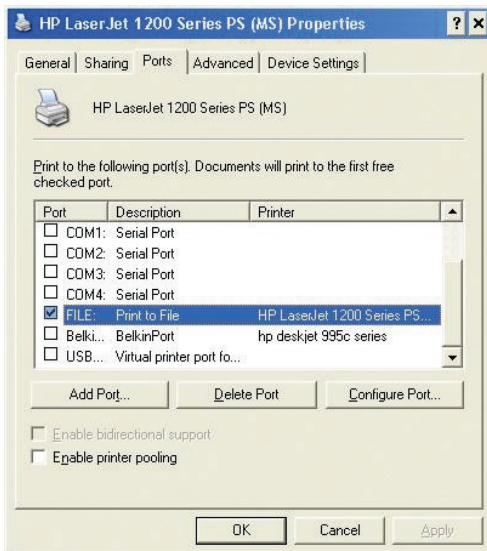 HP LaserJet 1200 Series PS (MS) Properties
General Sharing Ports Advanced Device Settings
HP LaserJet 1200 Series PS (MS)
Print to the following port(s). Documents will print to the first free
checked port.
Port Description Printer
COM1: Serial Port
COM2: Serial Port
COM3: Serial Port
COM4: Serial Port
FILE: Print to File HP LaserJet 1200 Series PS...
Belki... BelkinPort hp deskjet 995c series
USB... Virtual printer port fo...
Add Port... Delete Port Configure Port...
Enable bidirectional support
Enable printer pooling
OK Cancel Apply